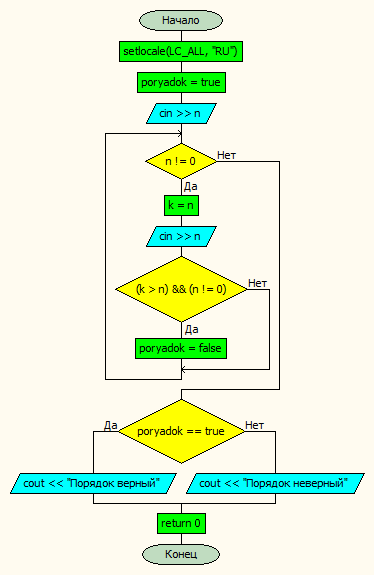 Начало
setlocale(LC_ALL, "RU")
poryadok = true
cin >> n
n != 0
Нет
Да
k = n
cin >> n
(k > n) && (n != 0)
Нет
Да
poryadok = false
Да
poryadok == true
Нет
cout << "Порядок верный"
cout << "Порядок неверный"
return 0
Конец